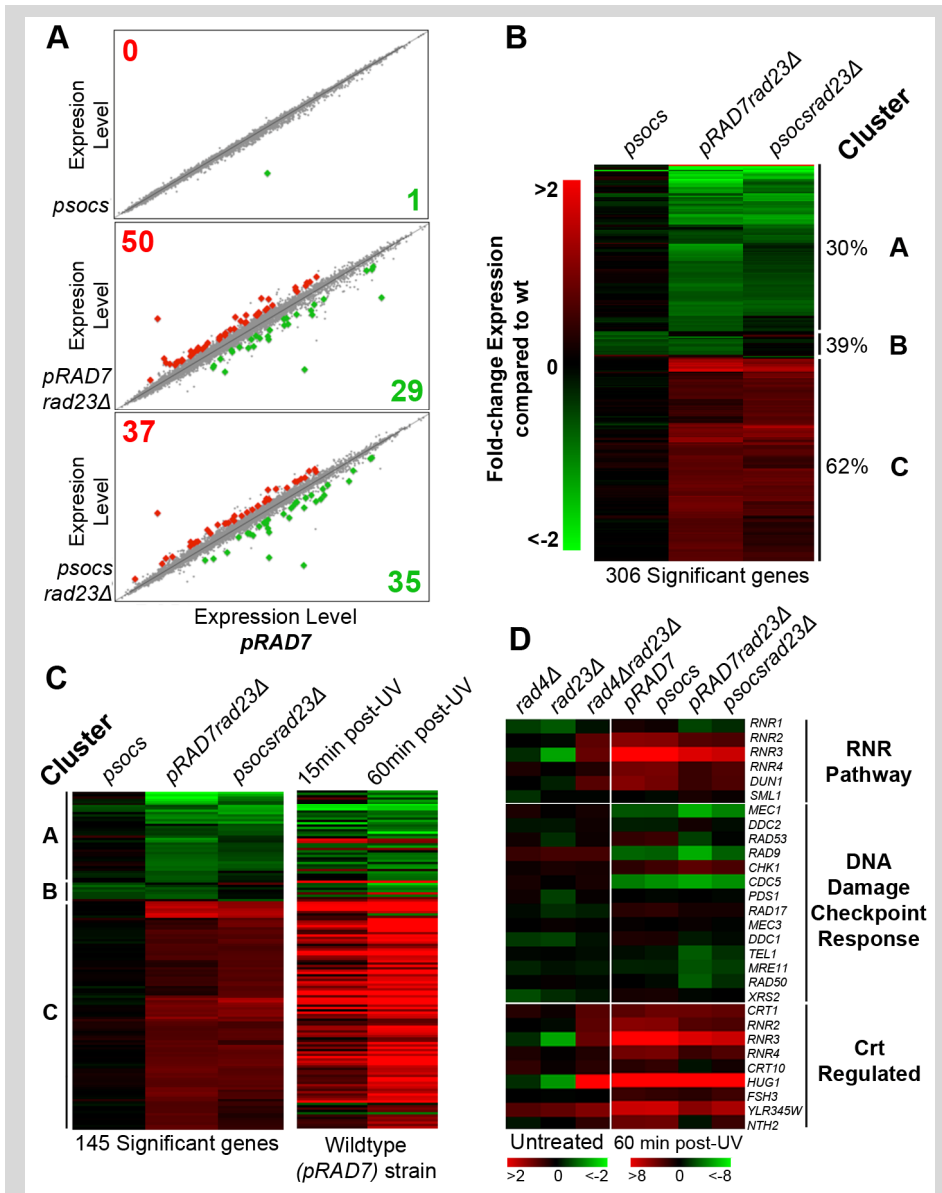 A
0
Expresion
Level
psocs
1
50
Expression
Level
pRAD7
rad23Δ
29
37
Expression
Level
psocs
rad23Δ
35
Expression Level
pRAD7
B
psocs
pRAD7rad23Δ
psocsrad23Δ
Cluster
>2
0
<-2
Fold-change Expression
compared to wt
30%
A
39%
B
62%
C
306 Significant genes
C
Cluster
psocs
pRAD7rad23Δ
psocsrad23Δ
15min post-UV
60min post-UV
A
B
C
145 Significant genes
Wildtype
(pRAD7) strain
D
rad4Δ
rad23Δ
rad4Δrad23Δ
pRAD7
psocs
pRAD7rad23Δ
psocsrad23Δ
RNR1
RNR2
RNR3
RNR4
DUN1
SML1
RNR
Pathway
MEC1
DDC2
RAD53
RAD9
CHK1
CDC5
PDS1
RAD17
MEC3
DDC1
TEL1
MRE11
RAD50
XRS2
DNA
Damage
Checkpoint
Response
CRT1
RNR2
RNR3
RNR4
CRT10
HUG1
FSH3
YLR345W
NTH2
Crt
Regulated
Untreated
60 min post-UV
>2 0 <-2
>8 0 <-8